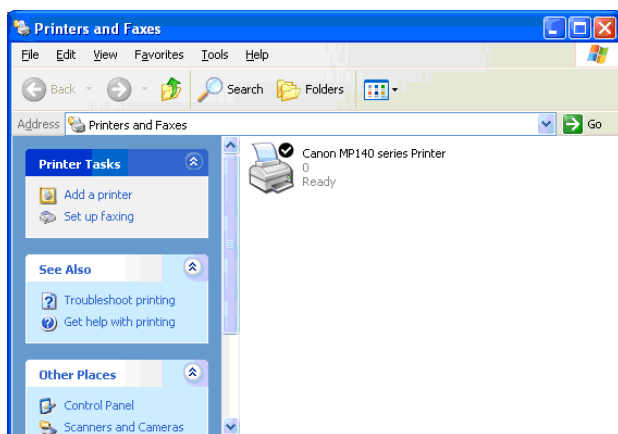 Printers and Faxes
File Edit View Favorites Tools Help
Back Search Folders
Address Printers and Faxes Go
Printer Tasks
Add a printer
Set up faxing
See Also
Troubleshoot printing
Get help with printing
Other Places
Control Panel
Scanners and Cameras
Canon MP140 series Printer
0
Ready